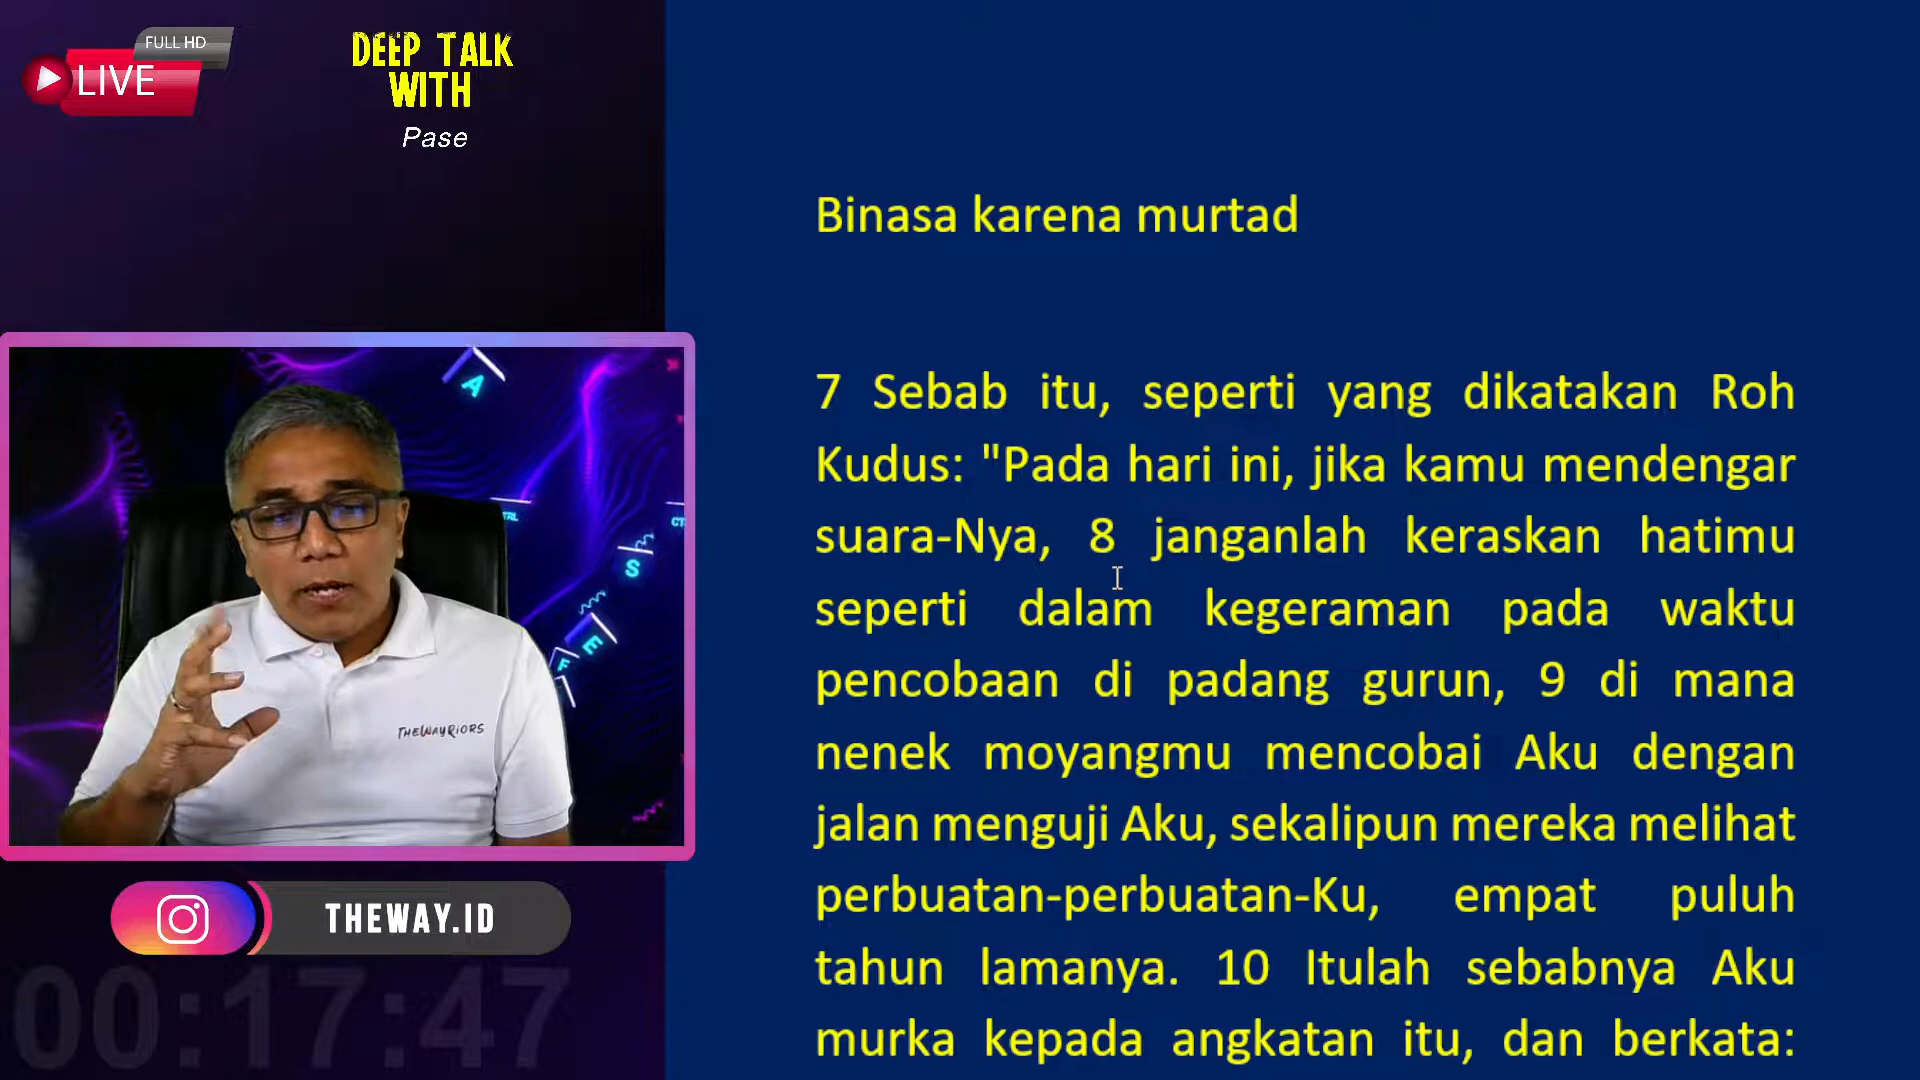 FULL HD
LIVE
DEEP TALK
WITH
Pase
Binasa karena murtad
7 Sebab itu, seperti yang dikatakan Roh
Kudus: "Pada hari ini, jika kamu mendengar
suara-Nya, 8 janganlah keraskan hatimu
seperti dalam kegeraman pada waktu
pencobaan di padang gurun, 9 di mana
nenek moyangmu mencobai Aku dengan
jalan menguji Aku, sekalipun mereka melihat
perbuatan-perbuatan-Ku, empat puluh
tahun lamanya. 10 Itulah sebabnya Aku
murka kepada angkatan itu, dan berkata:
A
S
E
F
THEWAYRIORS
THEWAY.ID
00:17:47